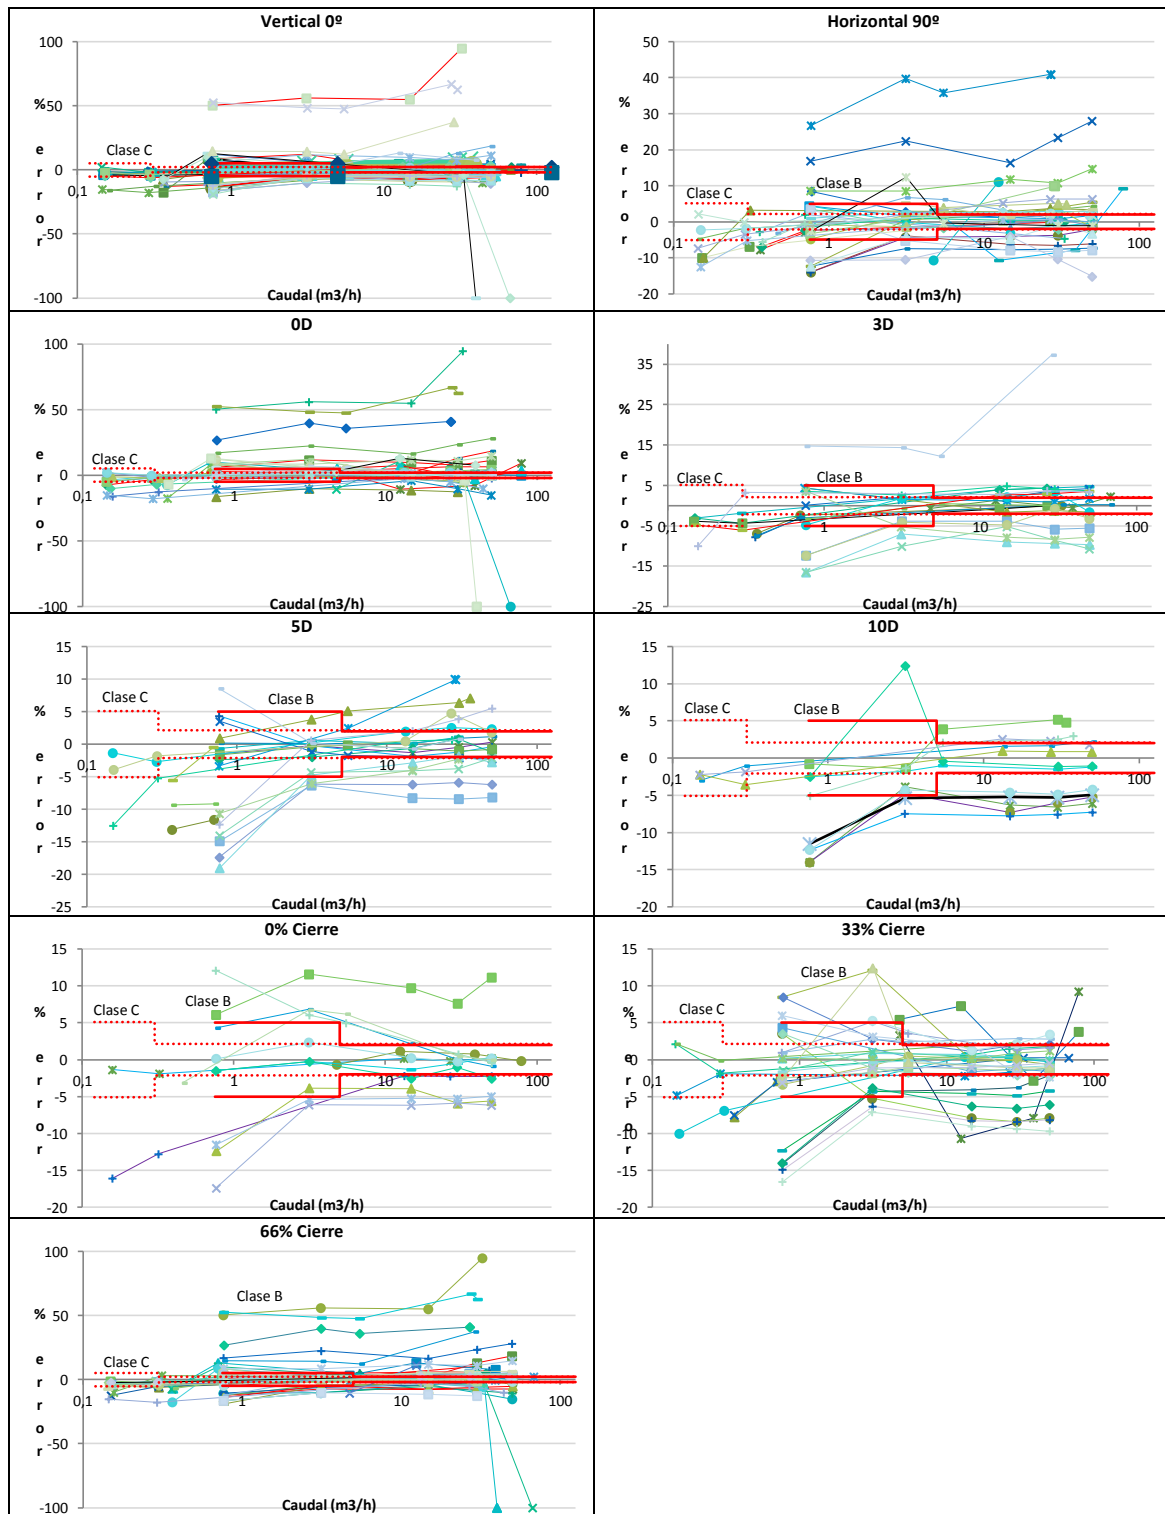 Vertical 0º
100
50
0
-50
-100
%
e
r
r
o
r
Clase C
0,1
1
10
100
Caudal (m3/h)
Horizontal 90º
50
40
30
20
10
0
-10
-20
%
e
r
r
o
r
Clase C
Clase B
0,1
1
10
100
Caudal (m3/h)
0D
100
50
0
-50
-100
%
e
r
r
o
r
Clase C
0,1
1
10
100
Caudal (m3/h)
3D
35
25
15
5
-5
-15
-25
%
e
r
r
o
r
Clase C
Clase B
0,1
1
10
100
Caudal (m3/h)
5D
15
10
5
0
-5
-10
-15
-20
-25
%
e
r
r
o
r
Clase C
Clase B
0,1
1
10
100
Caudal (m3/h)
10D
15
10
5
0
-5
-10
-15
-20
%
e
r
r
o
r
Clase C
Clase B
0,1
1
10
100
Caudal (m3/h)
0% Cierre
15
10
5
0
-5
-10
-15
-20
%
e
r
r
o
r
Clase C
Clase B
0,1
1
10
100
Caudal (m3/h)
33% Cierre
15
10
5
0
-5
-10
-15
-20
%
e
r
r
o
r
Clase C
Clase B
0,1
1
10
100
Caudal (m3/h)
66% Cierre
100
50
0
-50
-100
%
e
r
r
o
r
Clase C
Clase B
0,1
1
10
100
Caudal (m3/h)